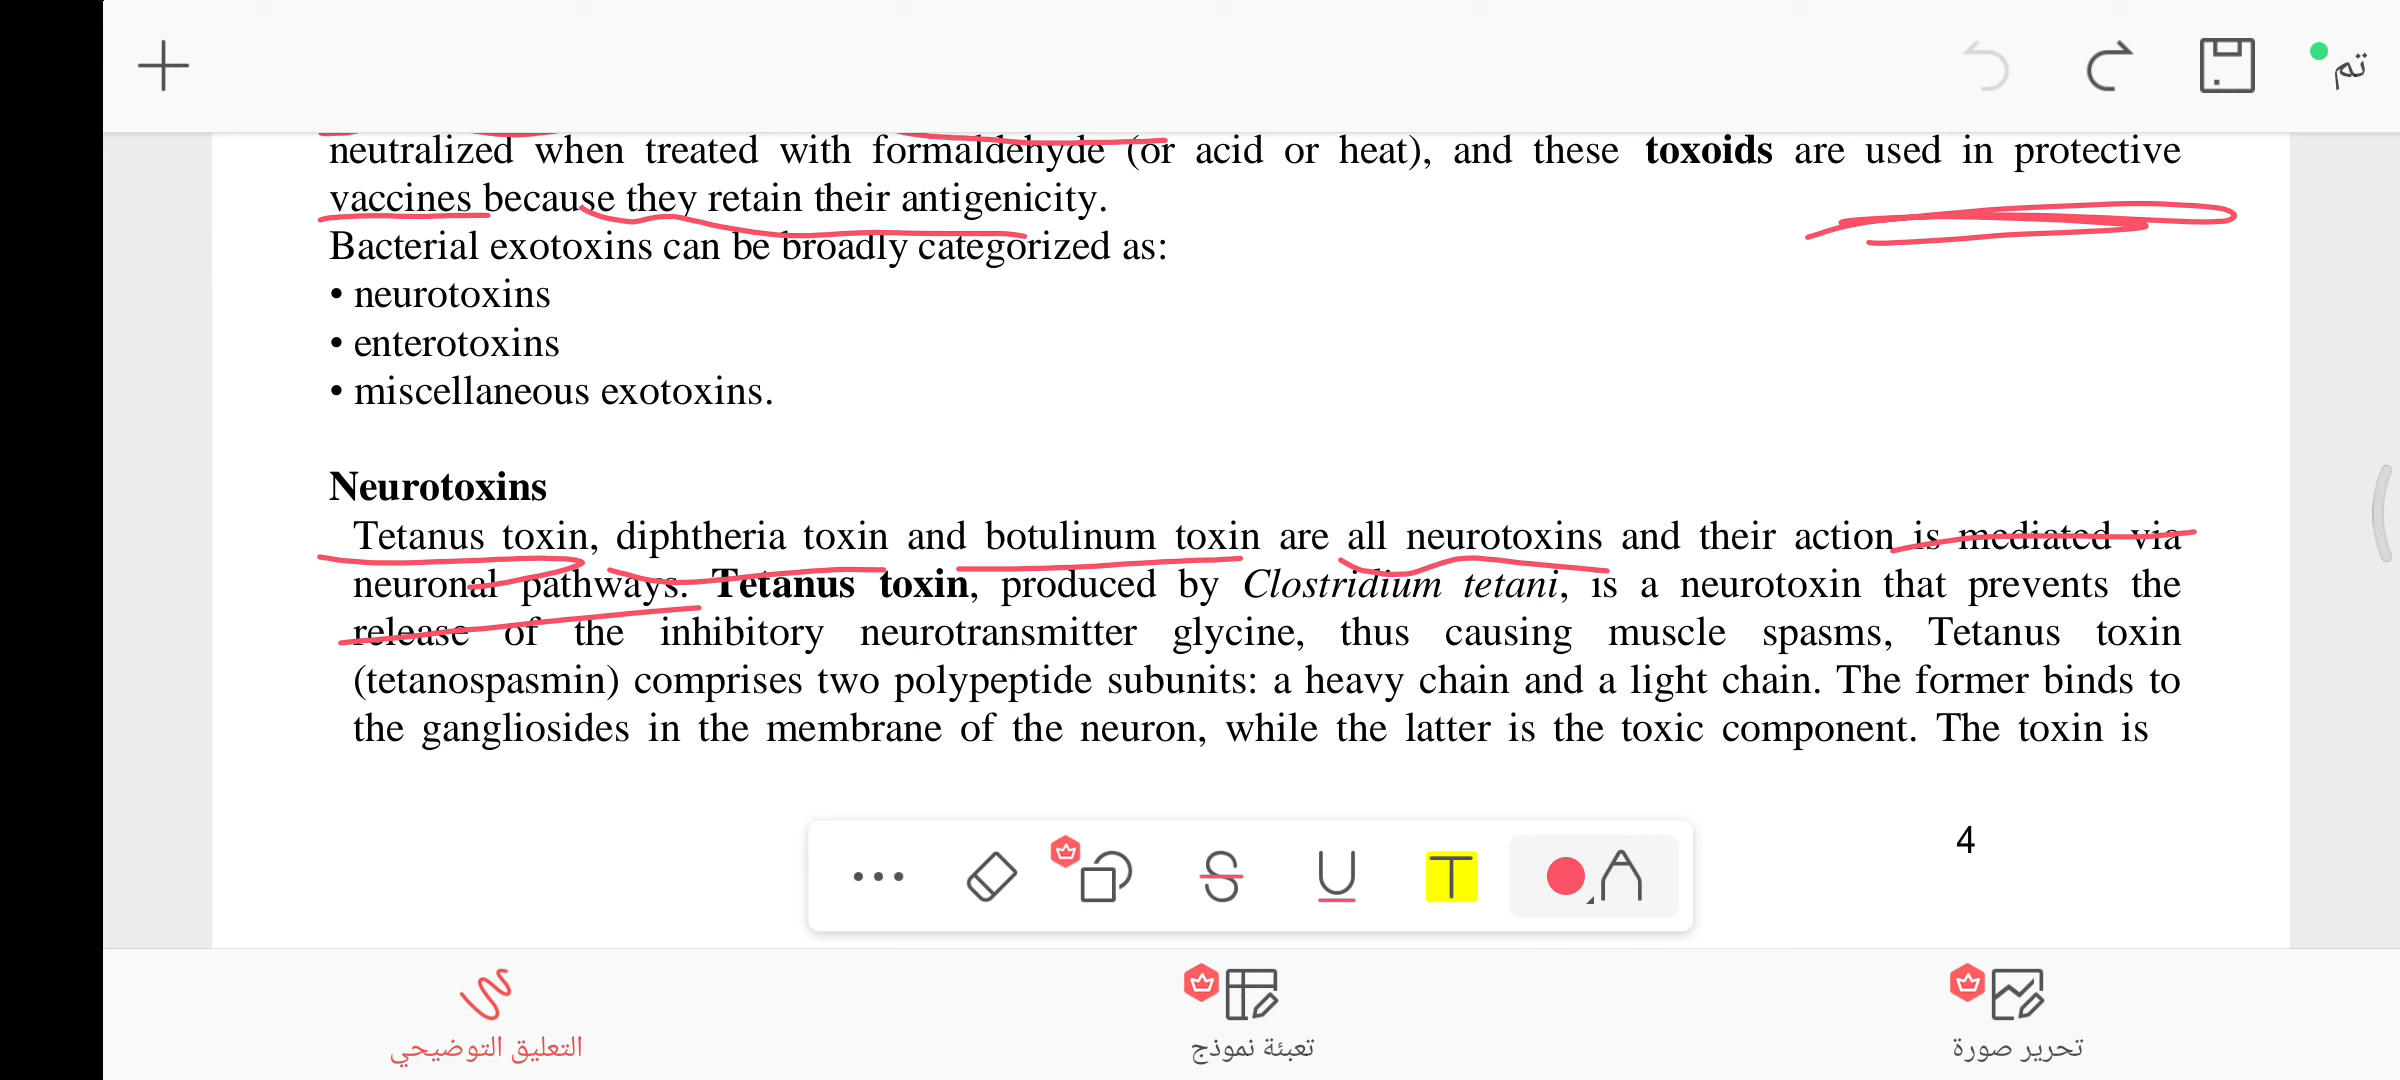 تم
neutralized when treated with formaldehyde (or acid or heat), and these toxoids are used in protective
vaccines because they retain their antigenicity.
Bacterial exotoxins can be broadly categorized as:
• neurotoxins
• enterotoxins
• miscellaneous exotoxins.
Neurotoxins
Tetanus toxin, diphtheria toxin and botulinum toxin are all neurotoxins and their action is mediated via
neuronal pathways. Tetanus toxin, produced by Clostridium tetani, is a neurotoxin that prevents the
release of the inhibitory neurotransmitter glycine, thus causing muscle spasms, Tetanus toxin
(tetanospasmin) comprises two polypeptide subunits: a heavy chain and a light chain. The former binds to
the gangliosides in the membrane of the neuron, while the latter is the toxic component. The toxin is
4
التعليق التوضيحي
تعبئة نموذج
تحرير صورة